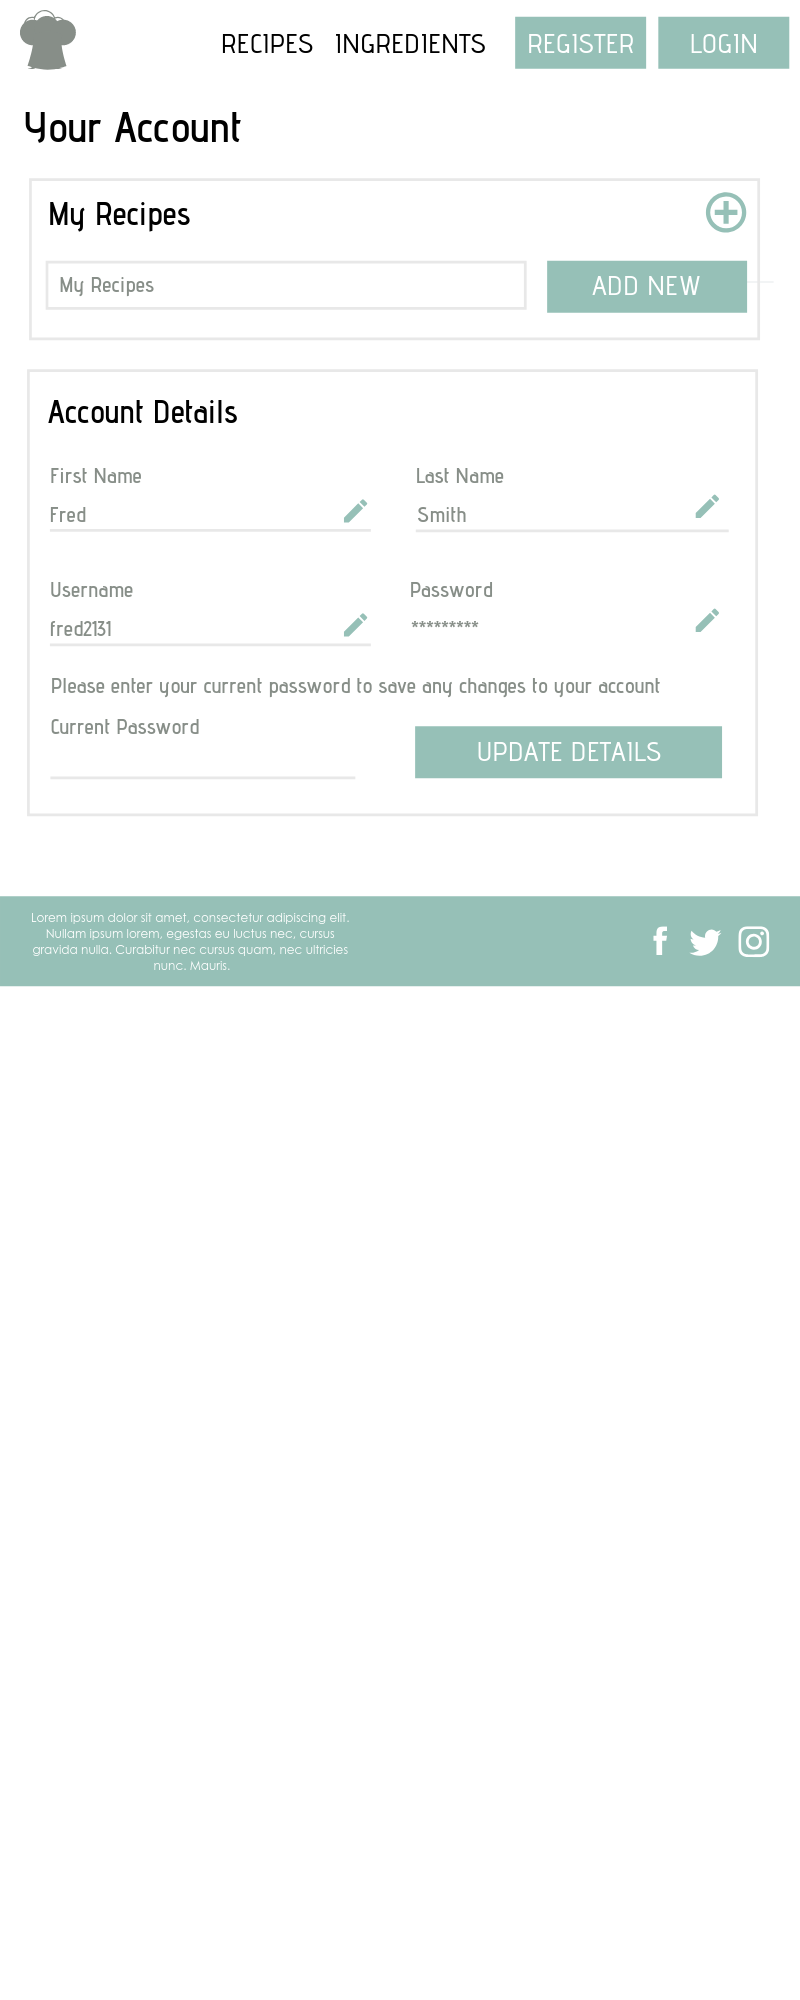 RECIPES INGREDIENTS REGISTER LOGIN
Your Account
My Recipes
My Recipes ADD NEW
Account Details
First Name Last Name
Fred Smith
Username Password
fred2131 *********
Please enter your current password to save any changes to your account
Current Password
UPDATE DETAILS
Lorem ipsum dolor sit amet, consectetur adipiscing elit.
Nullam ipsum lorem, egestas eu luctus nec, cursus
gravida nulla. Curabitur nec cursus quam, nec ultricies
nunc. Mauris.